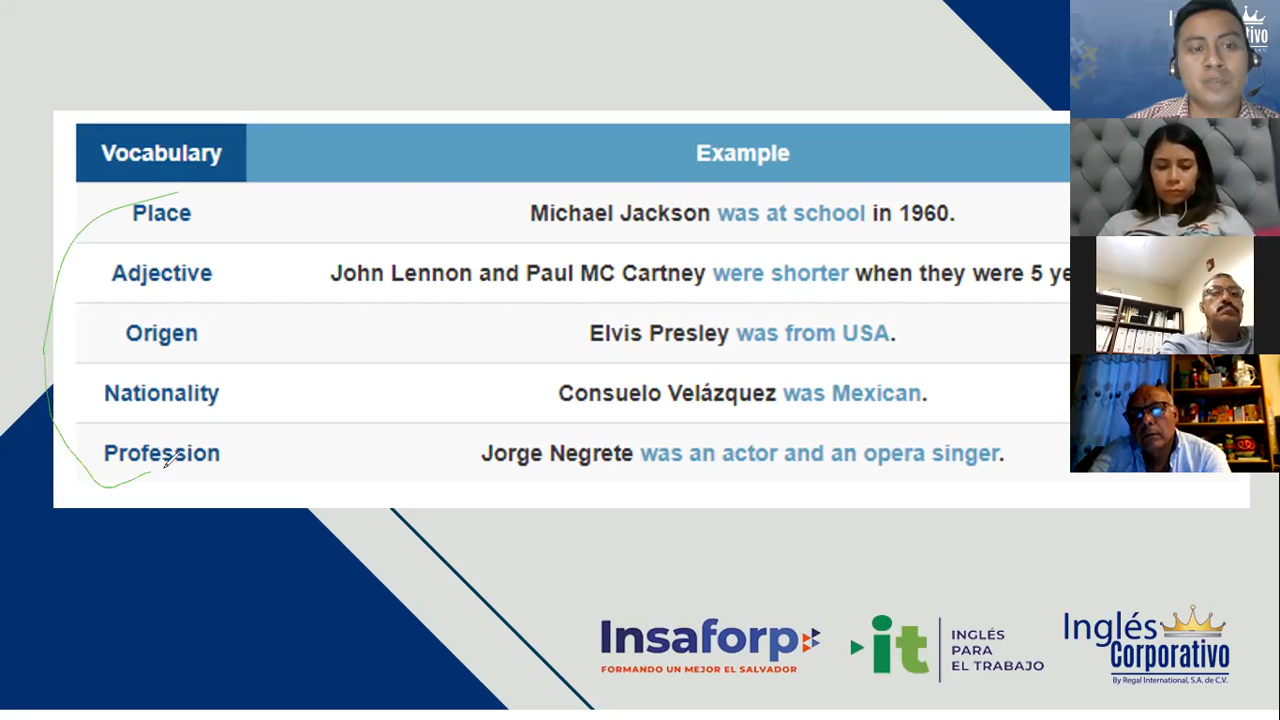 Vocabulary Example
Place Michael Jackson was at school in 1960.
Adjective John Lennon and Paul MC Cartney were shorter when they were 5 ye
Origen Elvis Presley was from USA.
Nationality Consuelo Velázquez was Mexican.
Profession Jorge Negrete was an actor and an opera singer.
Insaforp
FORMANDO UN MEJOR EL SALVADOR
it
INGLÉS
PARA
EL TRABAJO
Inglés
Corporativo
By Regal International, S.A. de C.V.